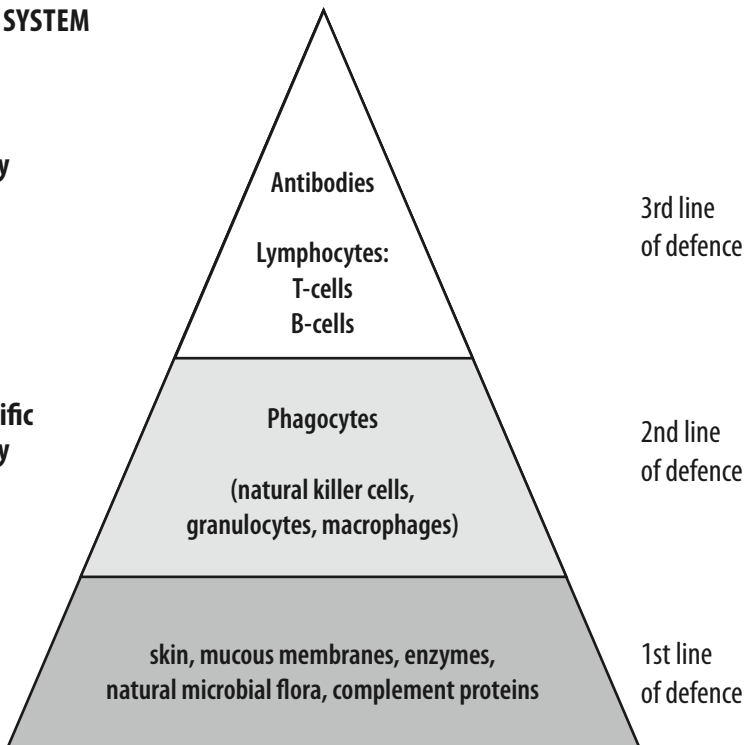 SYSTEM
y
Antibodies
Lymphocytes:
T-cells
B-cells
3rd line
of defence
ific
y
Phagocytes
(natural killer cells,
granulocytes, macrophages)
2nd line
of defence
skin, mucous membranes, enzymes,
natural microbial flora, complement proteins
1st line
of defence